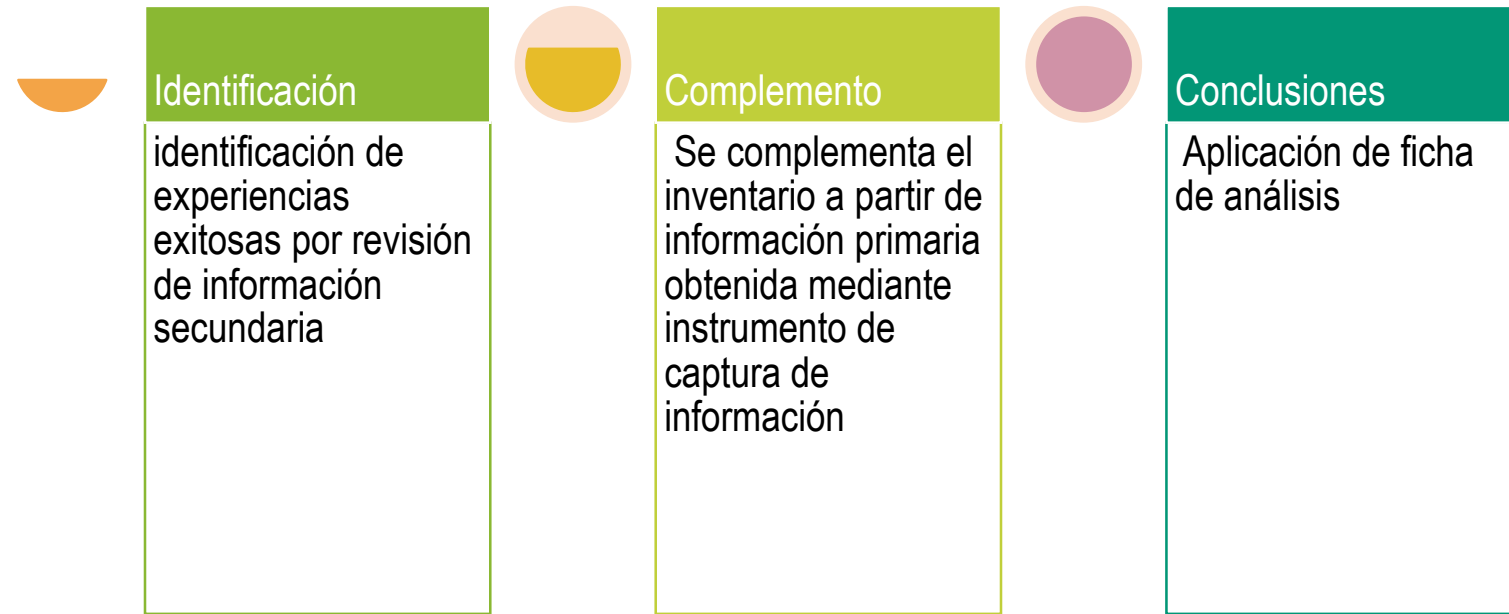 Identificación
identificación de
experiencias
exitosas por revisión
de información
secundaria
Complemento
Se complementa el
inventario a partir de
información primaria
obtenida mediante
instrumento de
captura de
información
Conclusiones
Aplicación de ficha
de análisis